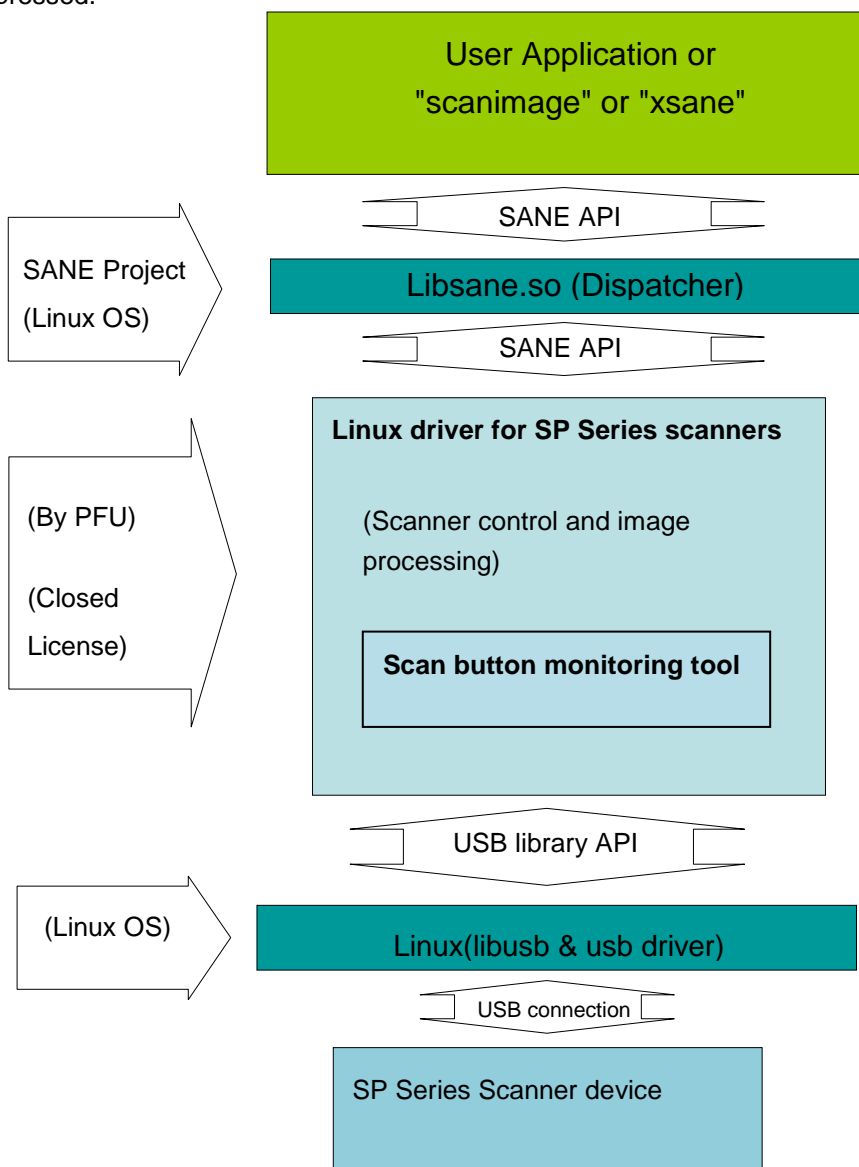 User Application or
"scanimage" or "xsane"
SANE API
SANE Project
(Linux OS)
Libsane.so (Dispatcher)
SANE API
Linux driver for SP Series scanners
(By PFU)
(Closed
License)
(Scanner control and image
processing)
Scan button monitoring tool
USB library API
(Linux OS)
Linux(libusb & usb driver)
USB connection
SP Series Scanner device